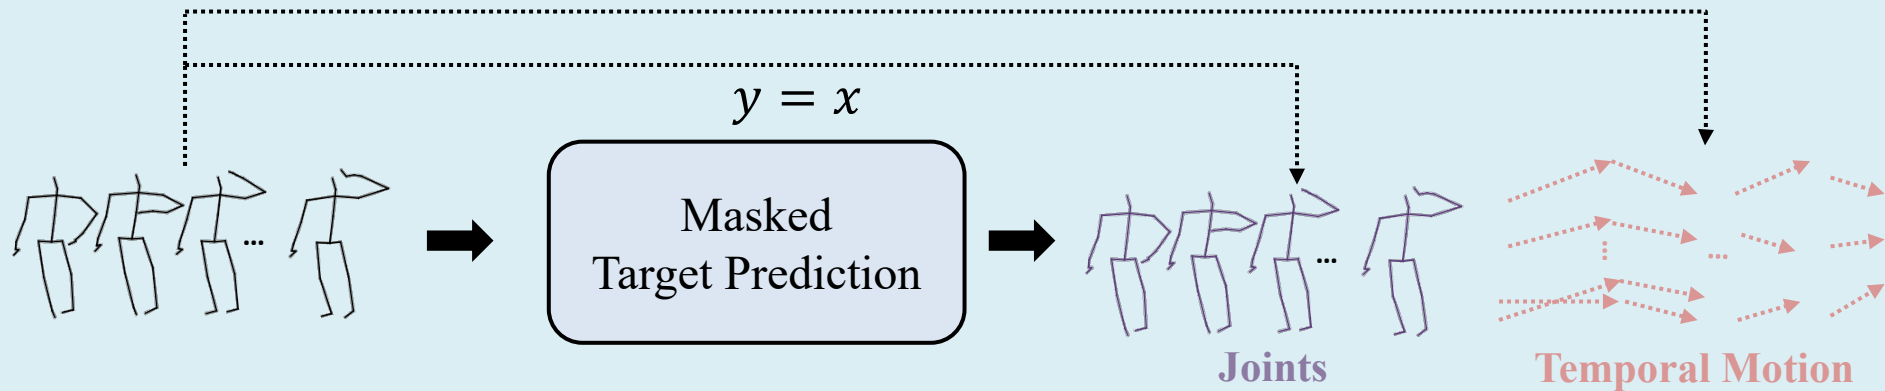 y = x
Masked
Target Prediction
...
...
...
...
Joints
Temporal Motion